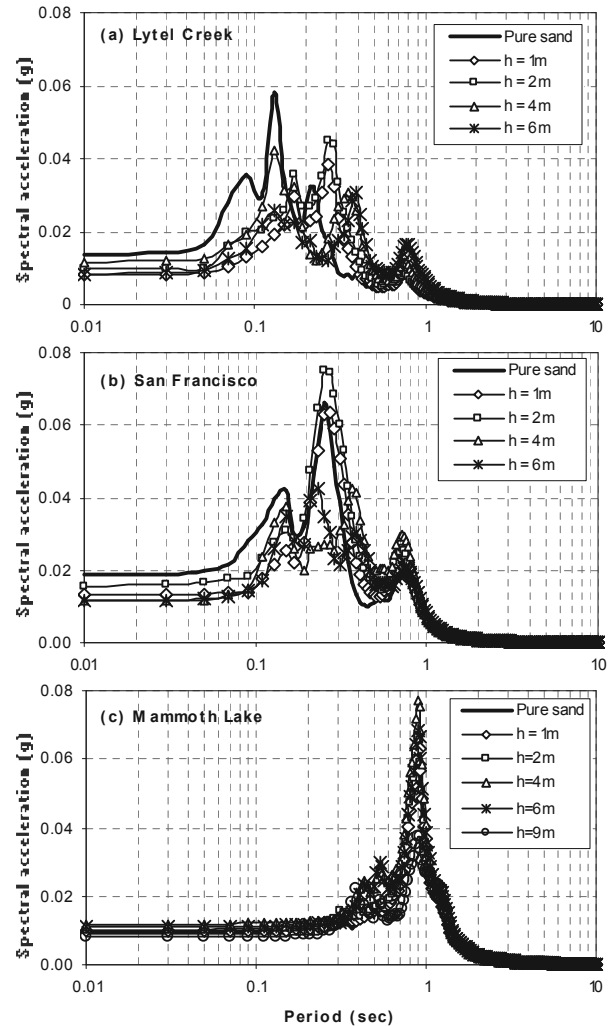 (a) Lytel Creek
Pure sand
h = 1m
h = 2m
h = 4m
h = 6m
Spectral acceleration (g)
0.08
0.06
0.04
0.02
0
0.01
0.1
1
10
(b) San Francisco
Pure sand
h = 1m
h = 2m
h = 4m
h = 6m
Spectral acceleration (g)
0.08
0.06
0.04
0.02
0.00
0.01
0.1
1
10
(c) Mammoth Lake
Pure sand
h = 1m
h=2m
h=4m
h=6m
h=9m
Spectral acceleration (g)
0.08
0.06
0.04
0.02
0.00
0.01
0.1
1
10
Period (sec)